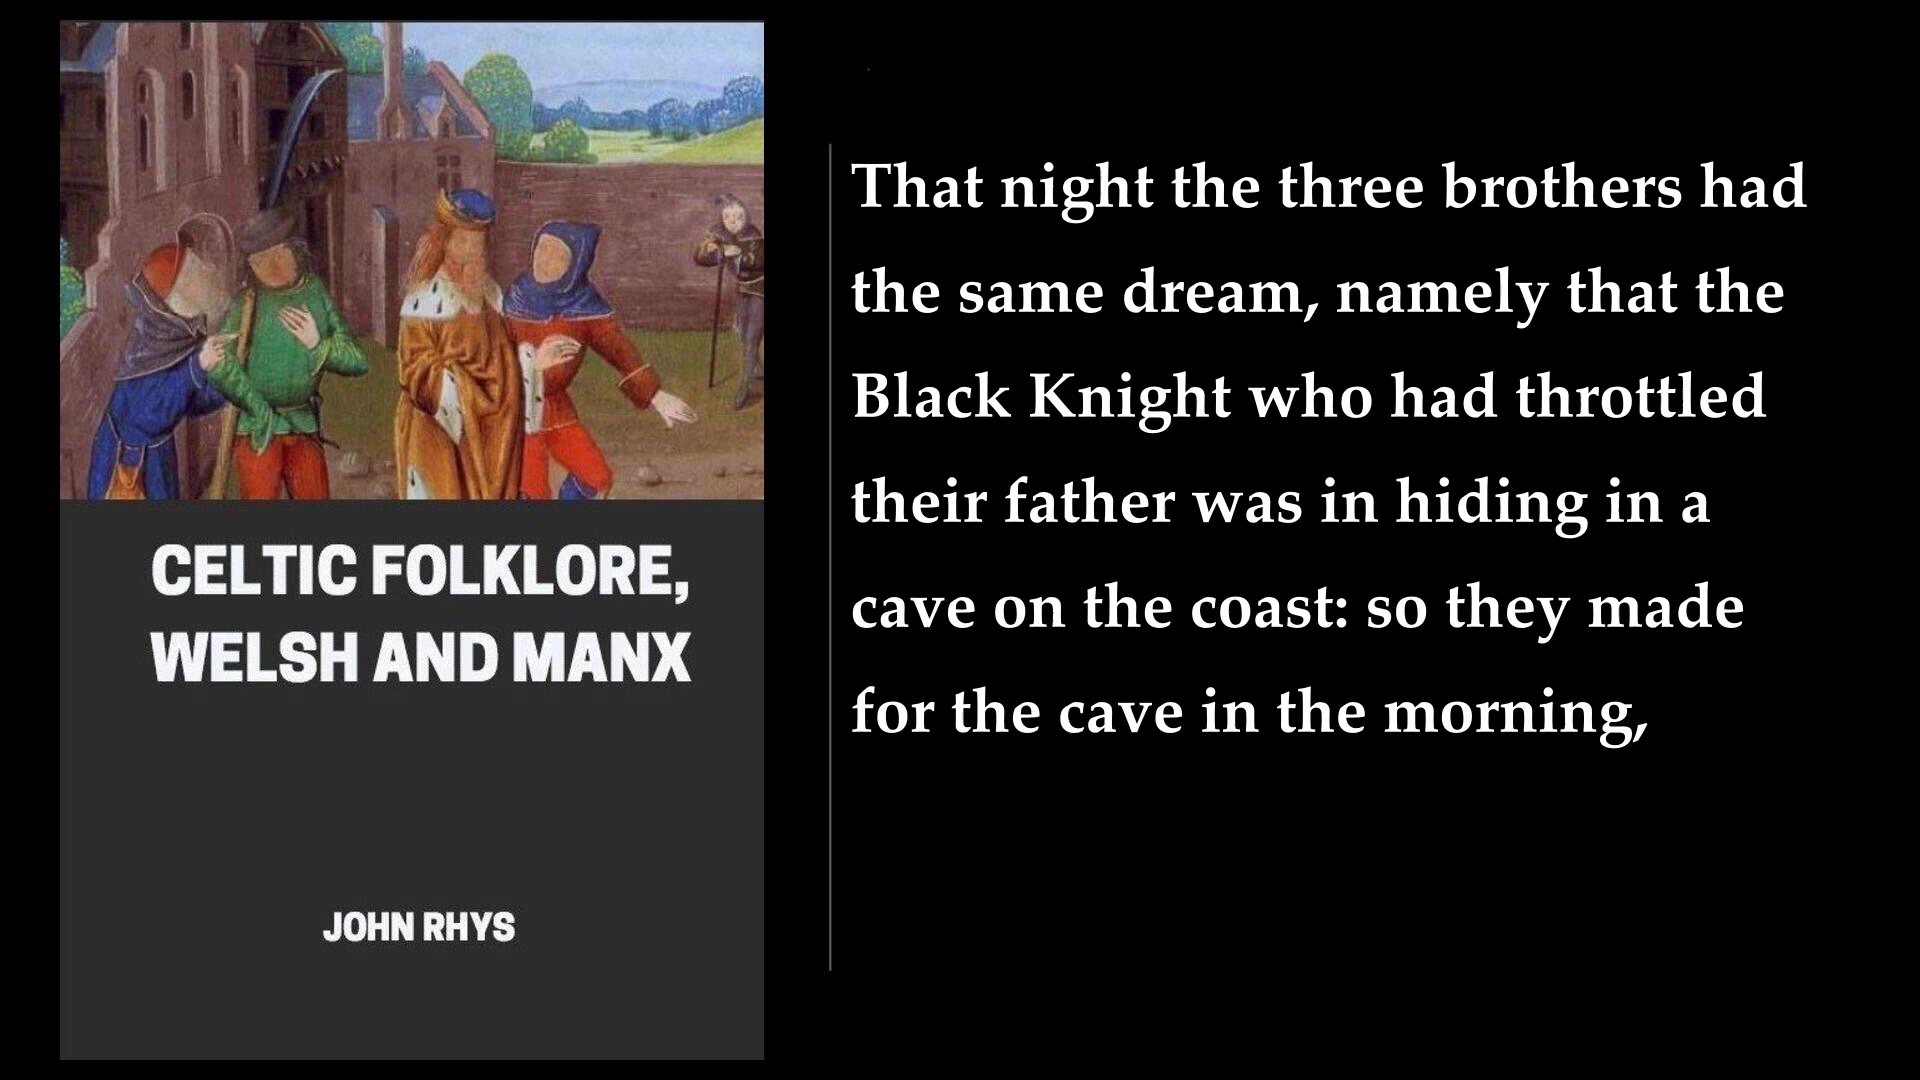 CELTIC FOLKLORE,
WELSH AND MANX
JOHN RHYS
That night the three brothers had
the same dream, namely that the
Black Knight who had throttled
their father was in hiding in a
cave on the coast: so they made
for the cave in the morning,